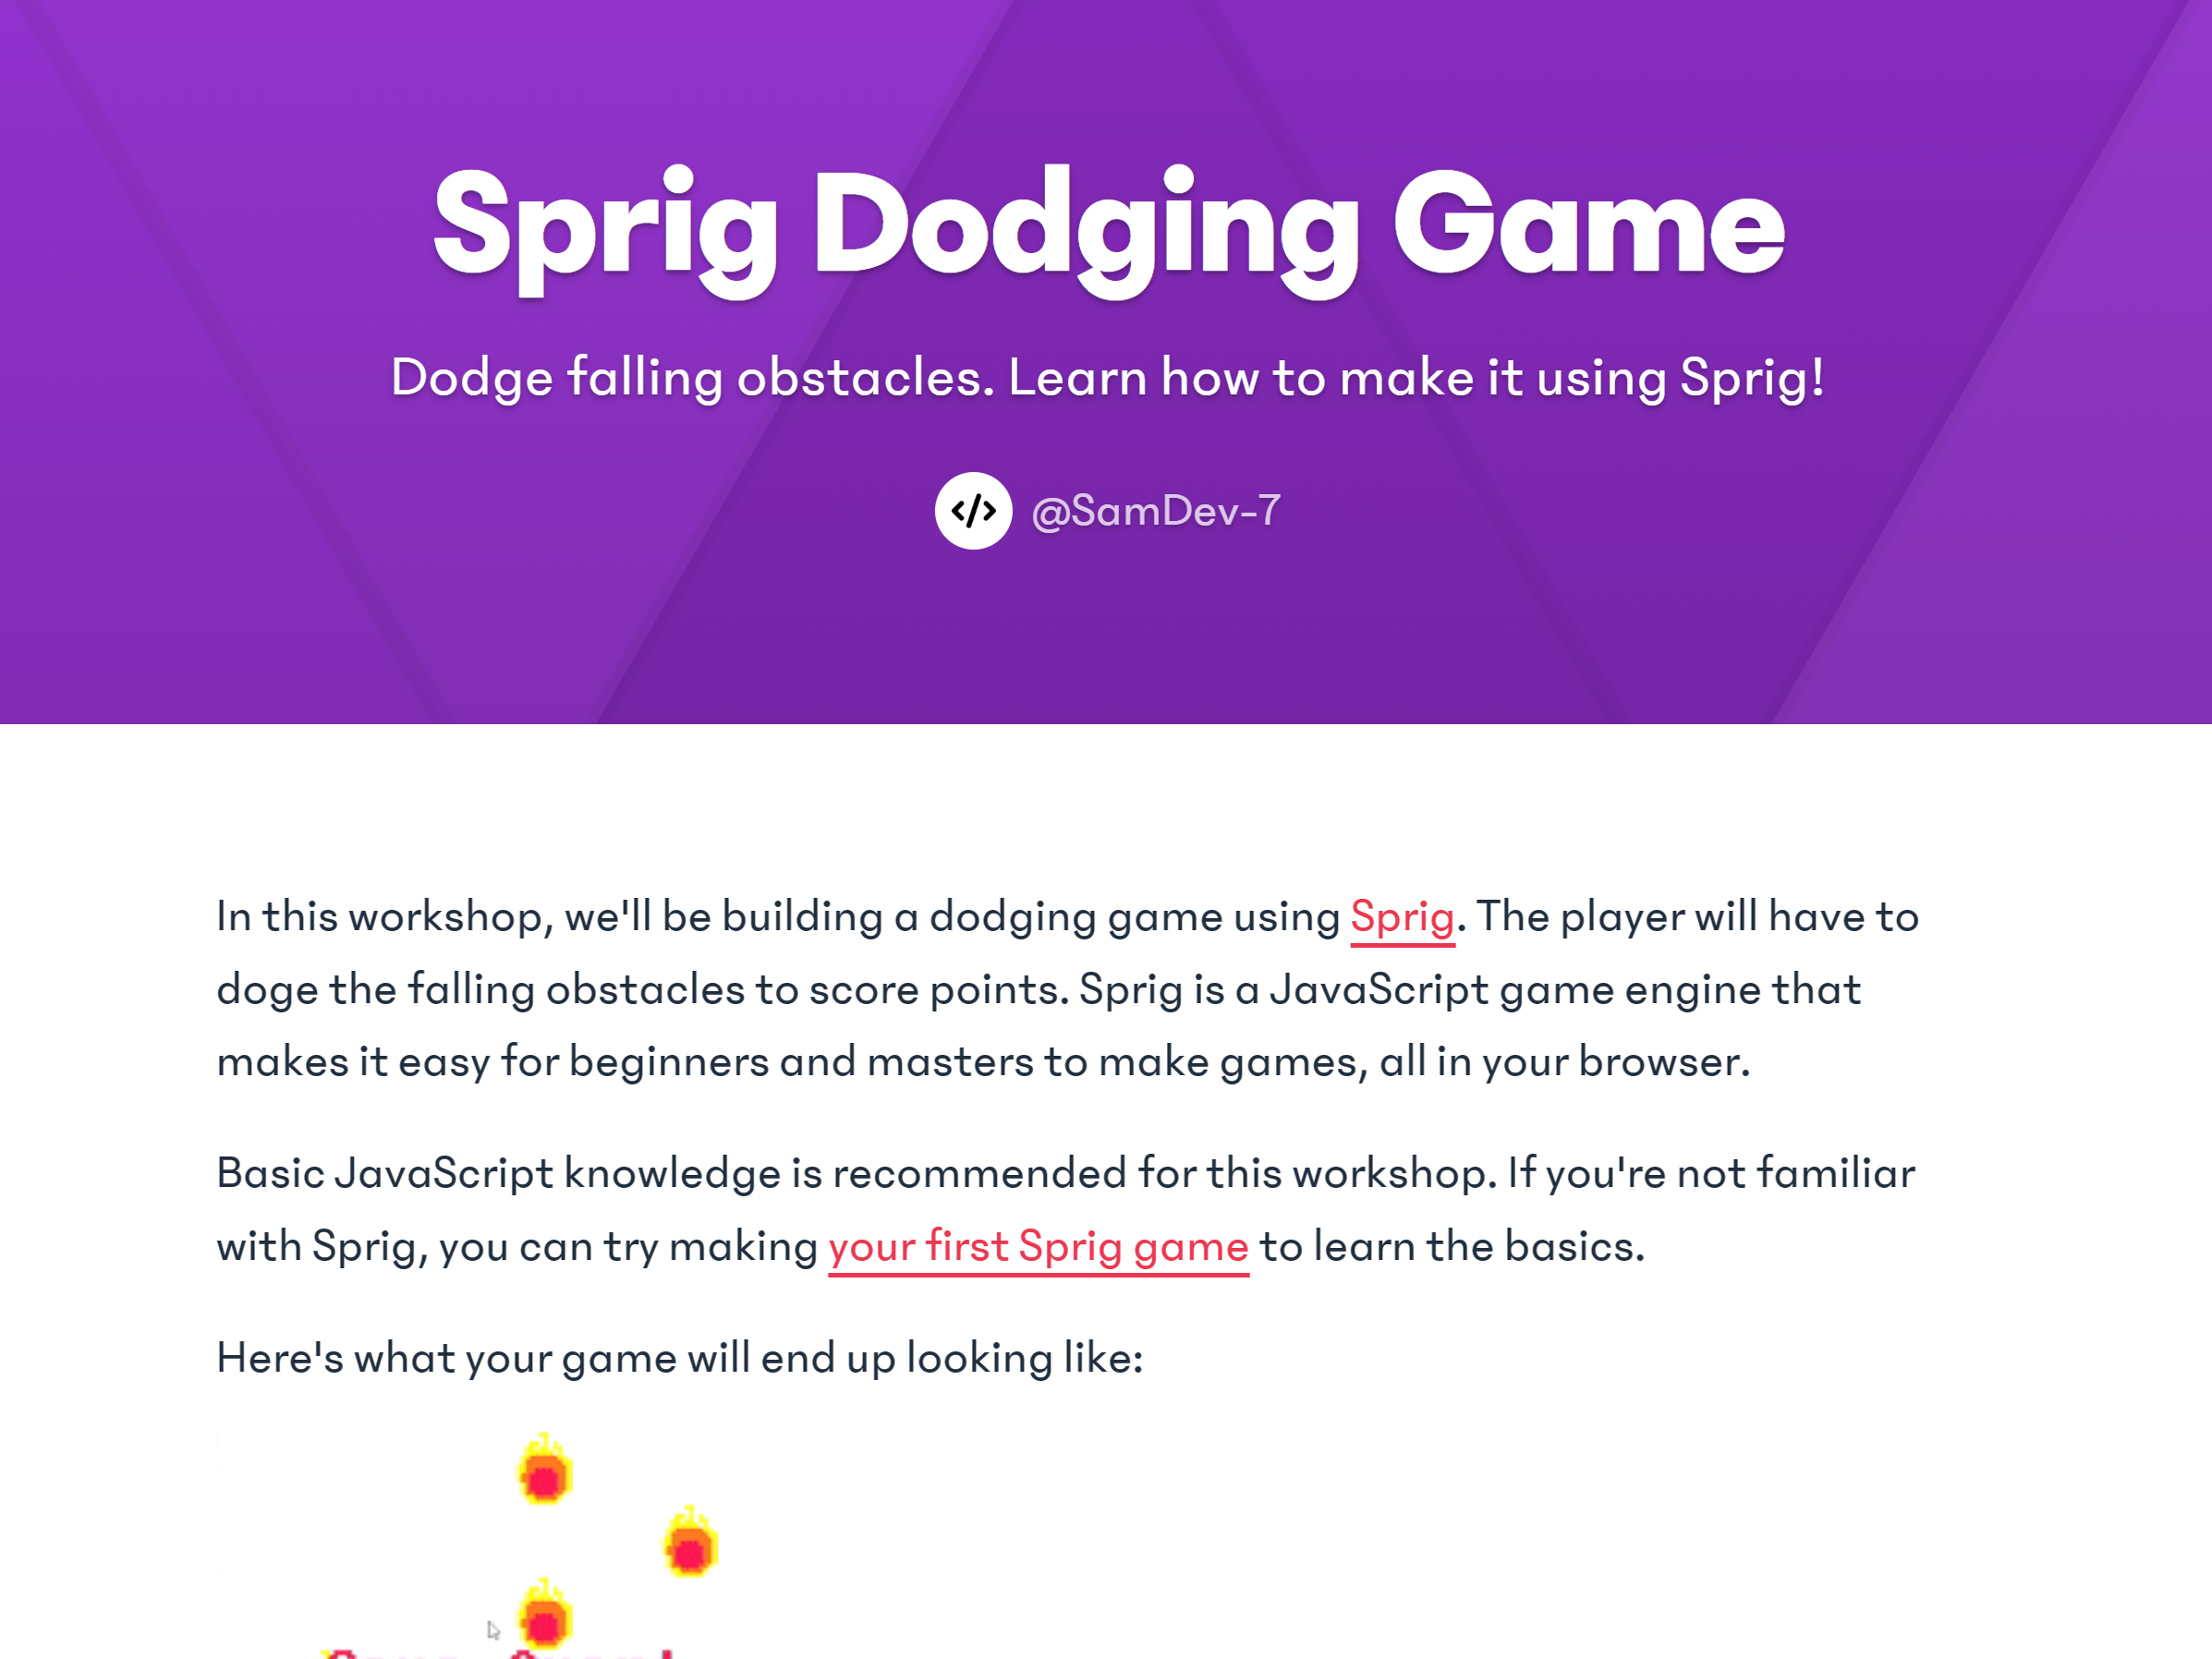 Sprig Dodging Game
Dodge falling obstacles. Learn how to make it using Sprig!
</> @SamDev-7
In this workshop, we'll be building a dodging game using Sprig. The player will have to
doge the falling obstacles to score points. Sprig is a JavaScript game engine that
makes it easy for beginners and masters to make games, all in your browser.
Basic JavaScript knowledge is recommended for this workshop. If you're not familiar
with Sprig, you can try making your first Sprig game to learn the basics.
Here's what your game will end up looking like: